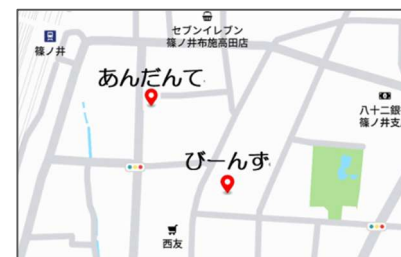 セブンイレブン
篠ノ井布施高田店
篠ノ井
あんだんて
八十二銀
篠ノ井支
びーんず
西友